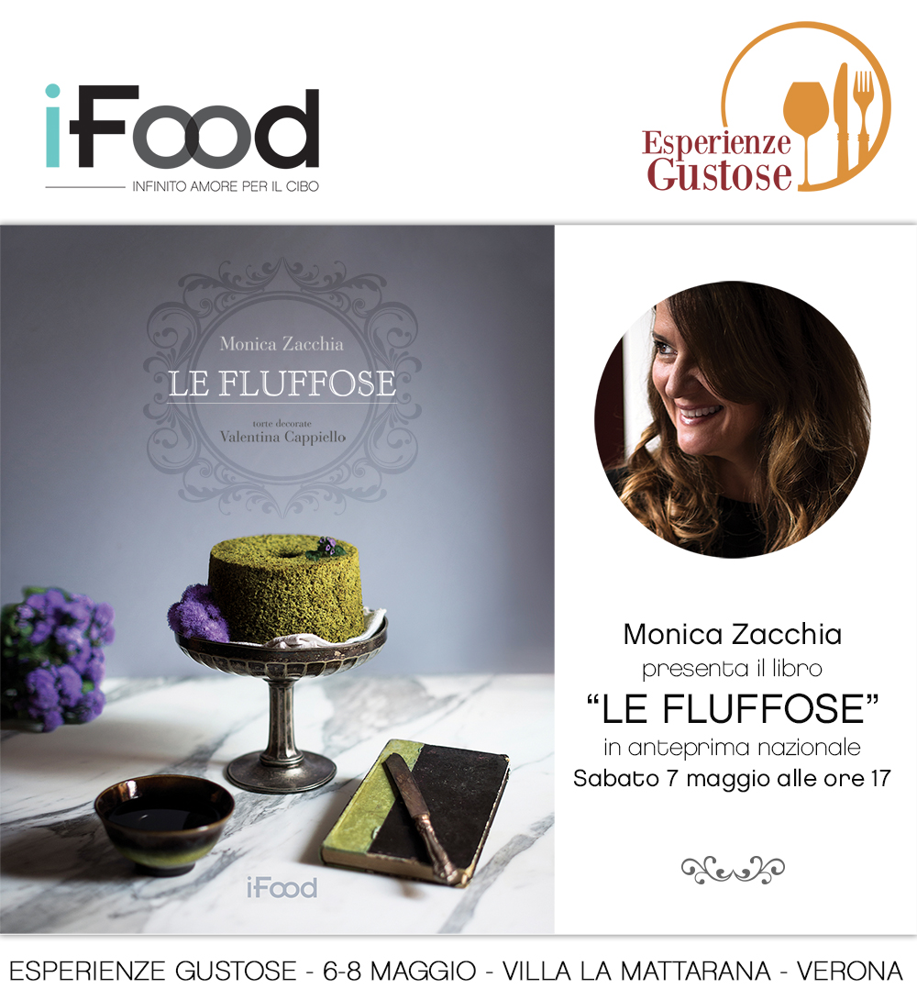 iFood
INFINITO AMORE PER IL CIBO
Esperienze
Gustose
Monica Zacchia
LE FLUFFOSE
torte decorate
Valentina Cappiello
iFood
Monica Zacchia
presenta il libro
“LE FLUFFOSE”
in anteprima nazionale
Sabato 7 maggio alle ore 17
ESPERIENZE GUSTOSE - 6-8 MAGGIO - VILLA LA MATTARANA - VERONA